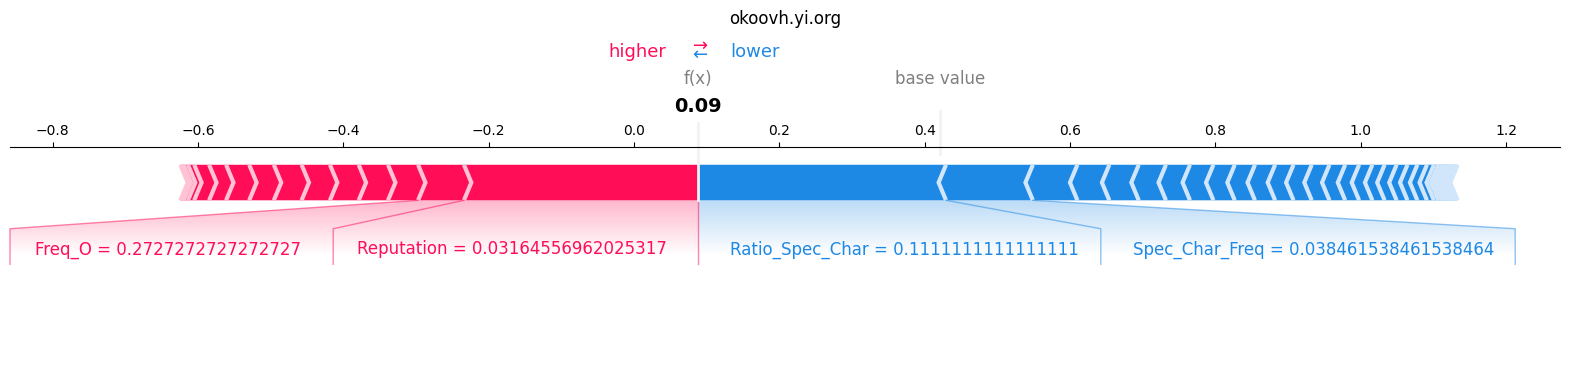 okoovh.yi.org
higher ⇄ lower
f(x) base value
0.09
−0.8 −0.6 −0.4 −0.2 0.0 0.2 0.4 0.6 0.8 1.0 1.2
Freq_O = 0.2727272727272727 Reputation = 0.03164556962025317 Ratio_Spec_Char = 0.1111111111111111 Spec_Char_Freq = 0.038461538461538464